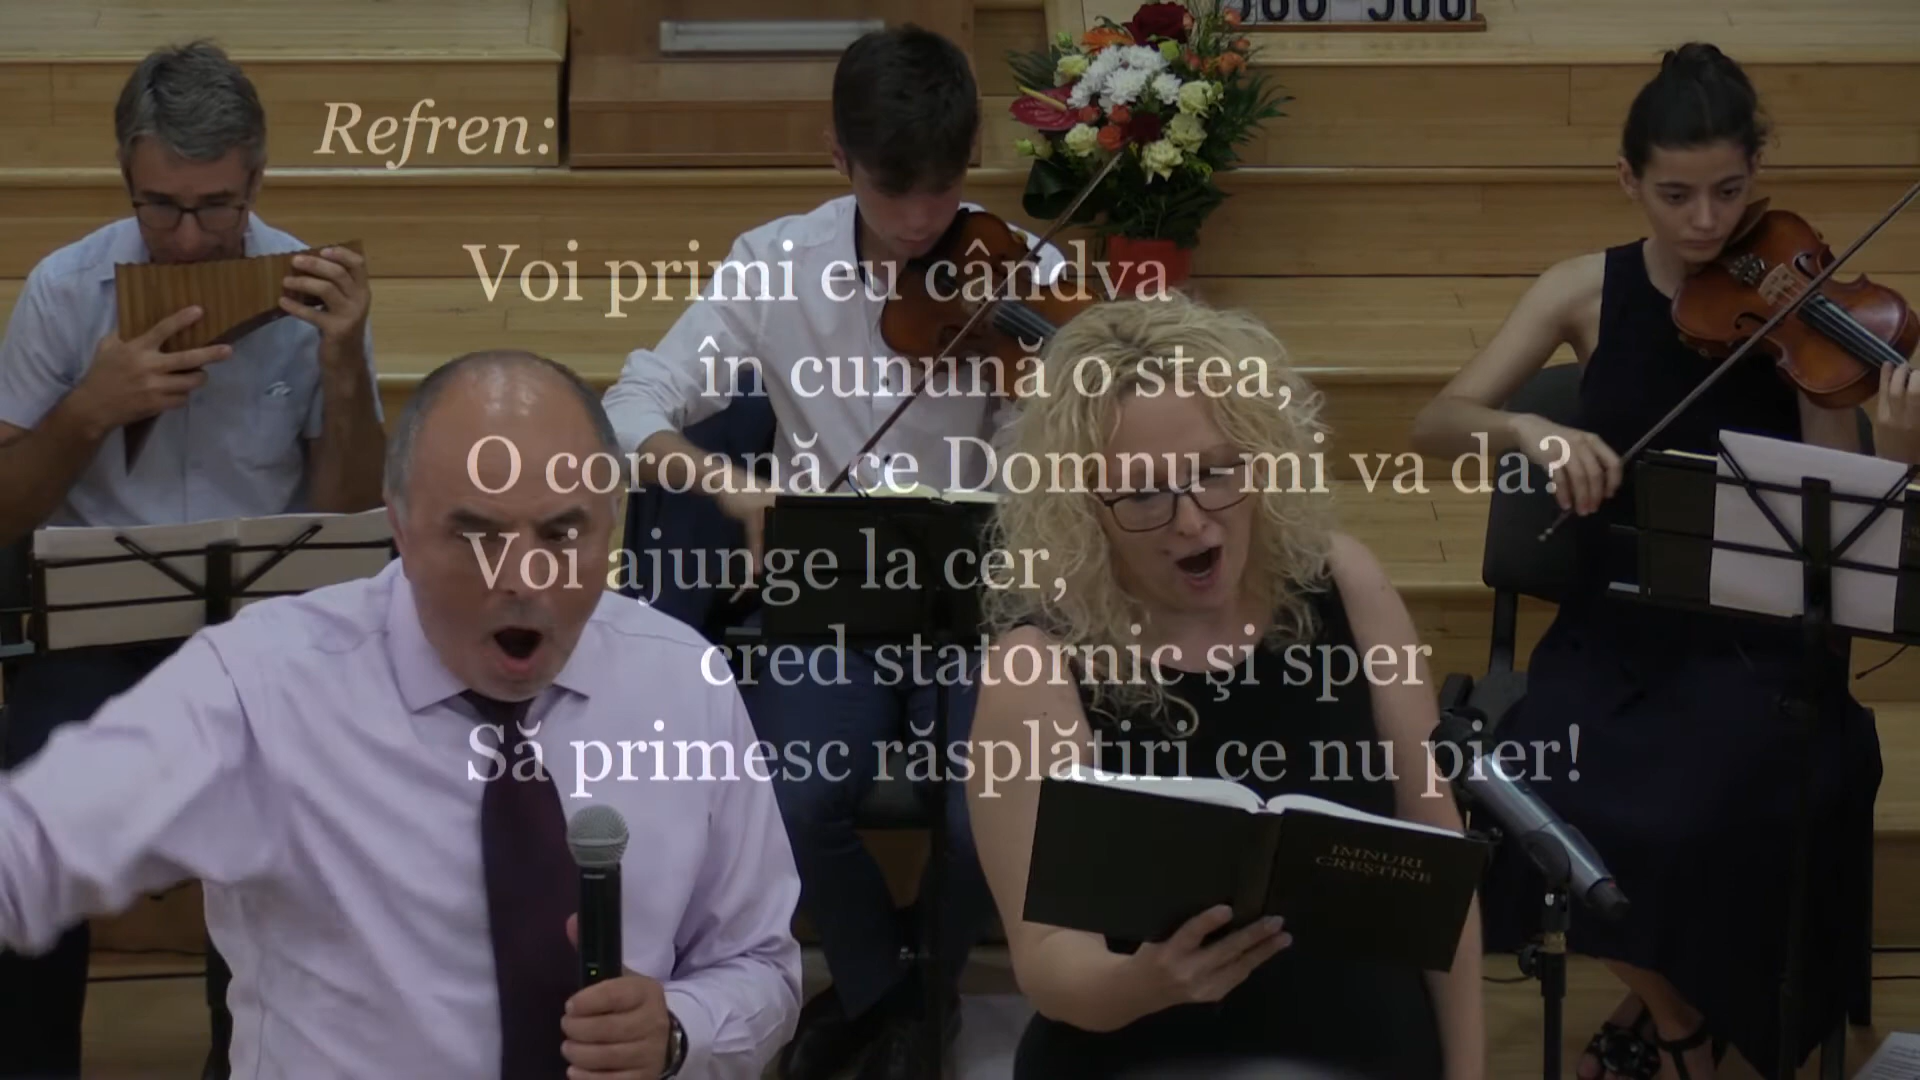 Refren:
Voi primi eu cândva
în cunună o stea,
O coroană ce Domnu-mi va da?
Voi ajunge la cer,
cred statornic şi sper
Să primesc răsplătiri ce nu pier!
IMNURI
CREȘTINE